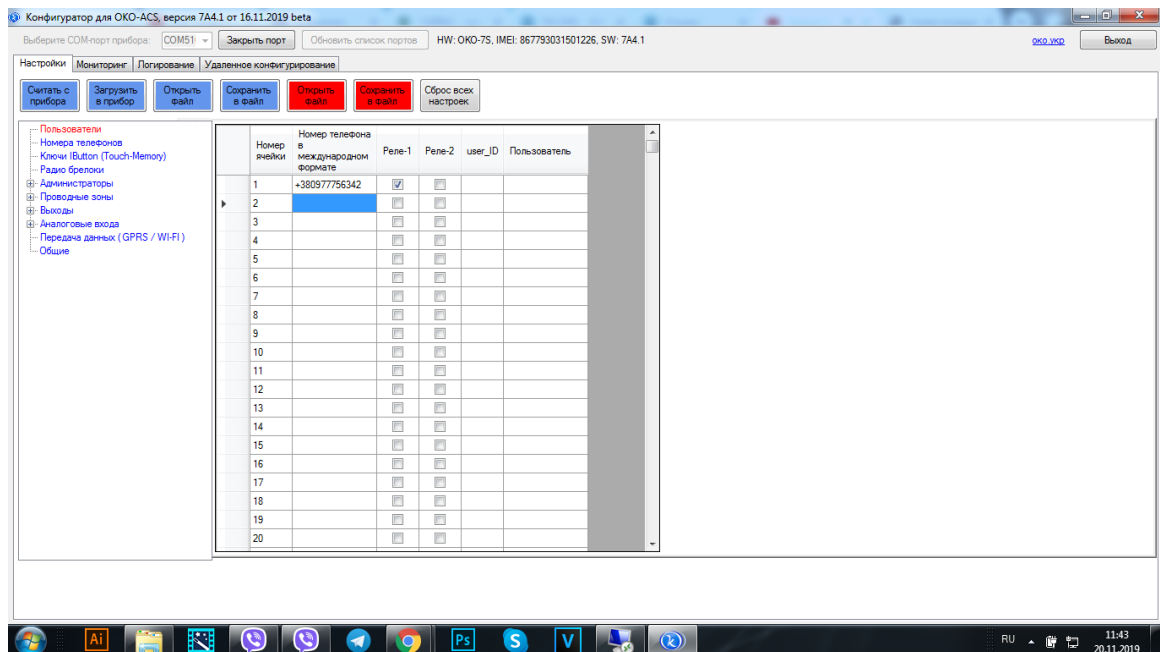 Конфигуратор для ОКО-ACS, версия 7A4.1 от 16.11.2019 beta
Выберите COM-порт прибора: COM51 Закрыть порт Обновить список портов HW: OKO-7S, IMEI: 867793031501226, SW: 7A4.1 око.укр Выход
Настройки Мониторинг Логирование Удаленное конфигурирование
Считать с прибора
Загрузить в прибор
Открыть файл
Сохранить в файл
Открыть файл
Сохранить в файл
Сброс всех настроек
Пользователи
Номера телефонов
Ключи IButton (Touch-Memory)
Радио брелоки
Администраторы
Проводные зоны
Выходы
Аналоговые входа
Передача данных ( GPRS / WI-FI )
Общие
Номер ячейки
Номер телефона в международном формате
Реле-1
Реле-2
user_ID
Пользователь
1 +380977756342
2
3
4
5
6
7
8
9
10
11
12
13
14
15
16
17
18
19
20
Ai
Ps
S
V
RU
11:43
20.11.2019